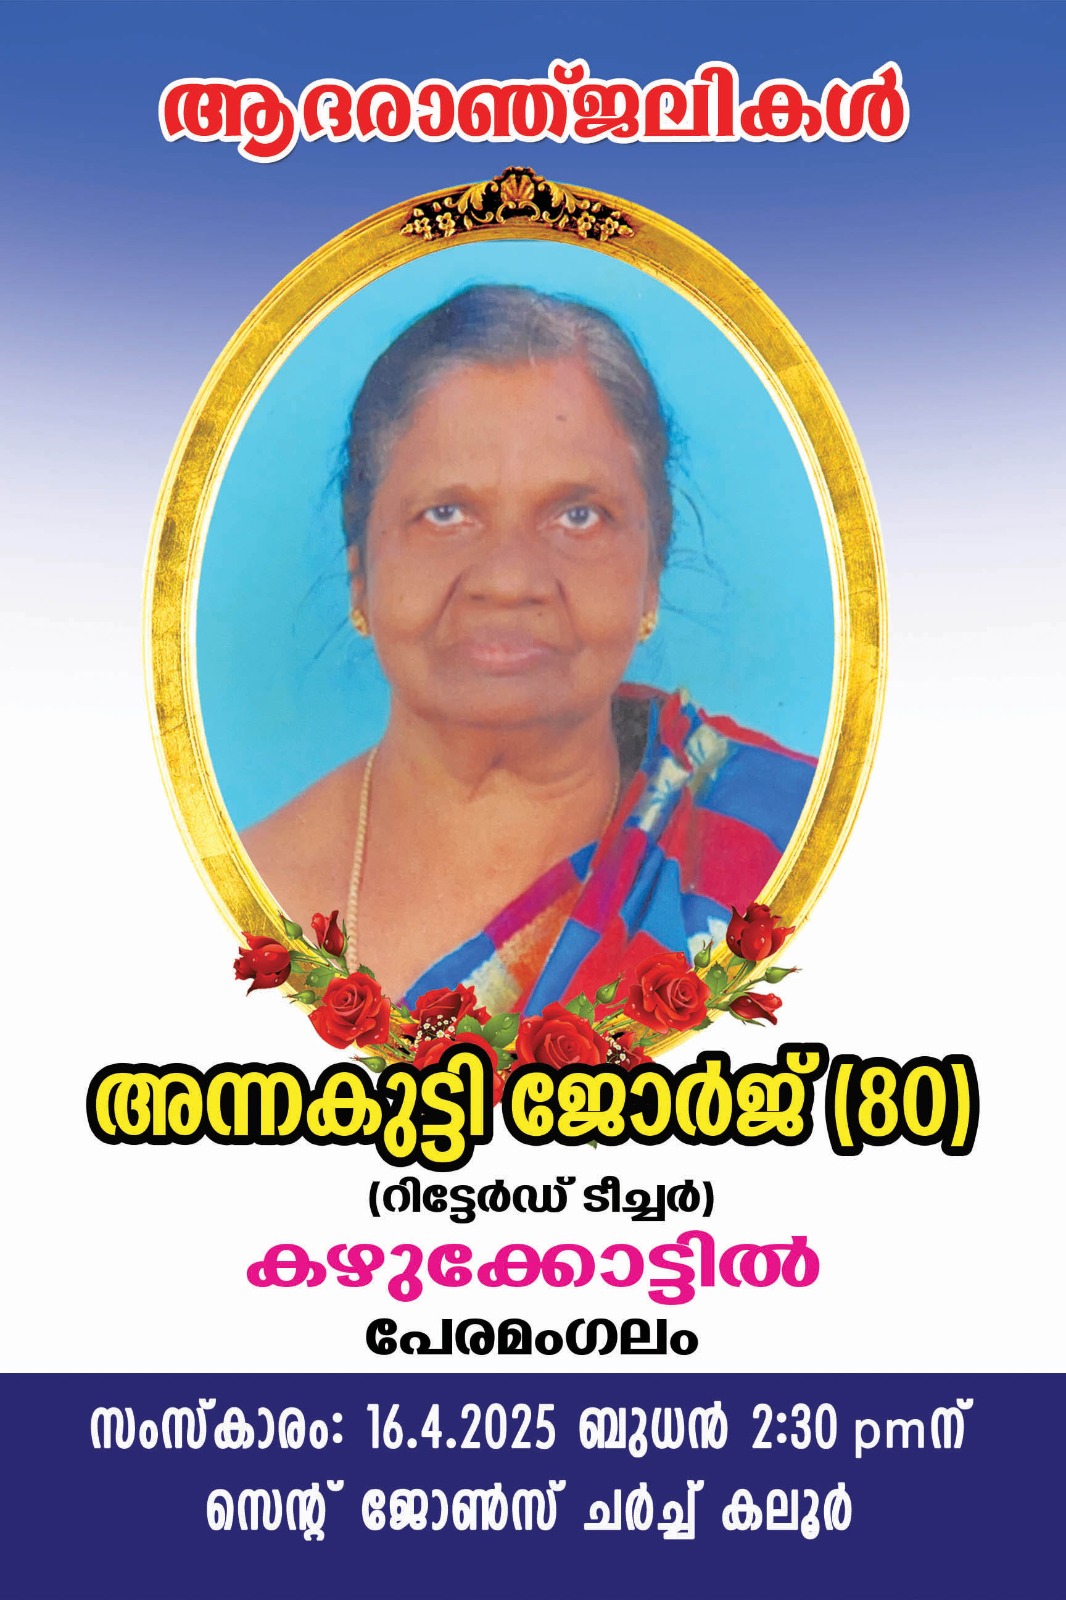 ആദരാഞ്ജലികൾ
അന്നകുട്ടി ജോർജ് (80)
(റിട്ടേർഡ് ടീച്ചർ)
കഴുക്കോട്ടിൽ
പേരമംഗലം
സംസ്കാരം: 16.4.2025 ബുധൻ 2:30 pmന്
സെന്റ് ജോൺസ് ചർച്ച് കലൂർ